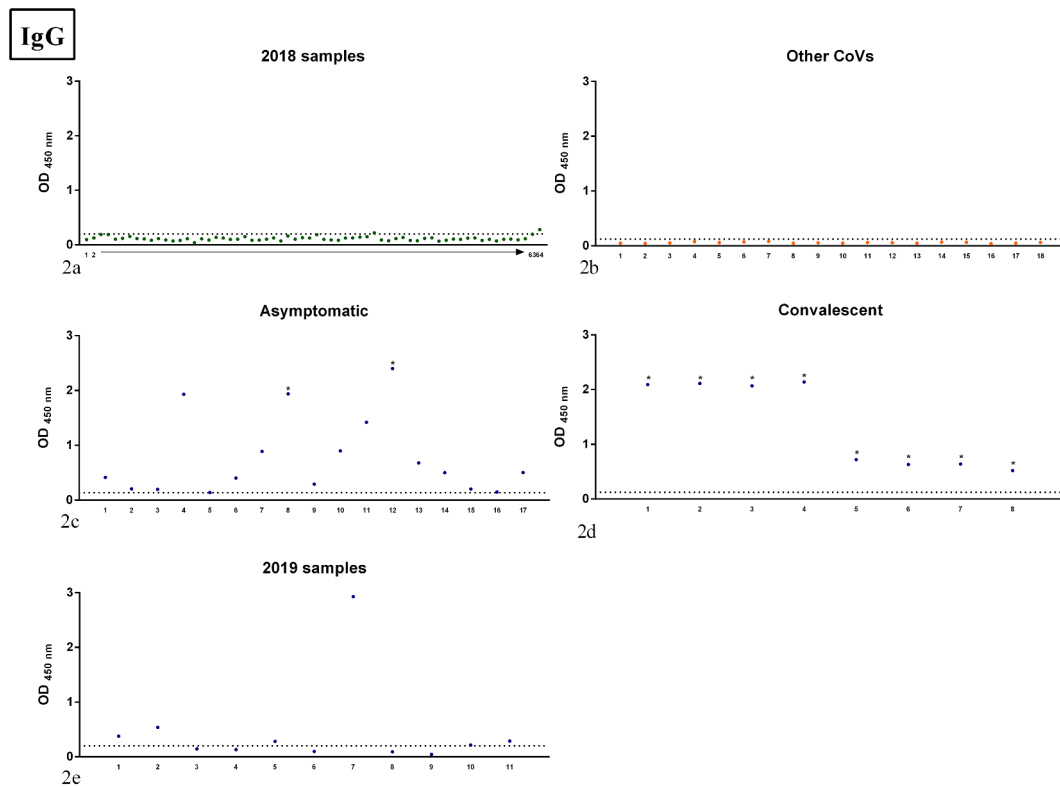 IgG
2018 samples
3
2
1
0
OD 450 nm
1 2
6364
2a
Other CoVs
3
2
1
0
OD 450 nm
1 2 3 4 5 6 7 8 9 10 11 12 13 14 15 16 17 18
2b
Asymptomatic
3
2
1
0
OD 450 nm
* *
1 2 3 4 5 6 7 8 9 10 11 12 13 14 15 16 17
2c
Convalescent
3
2
1
0
OD 450 nm
* * * * * * * *
1 2 3 4 5 6 7 8
2d
2019 samples
3
2
1
0
OD 450 nm
1 2 3 4 5 6 7 8 9 10 11
2e